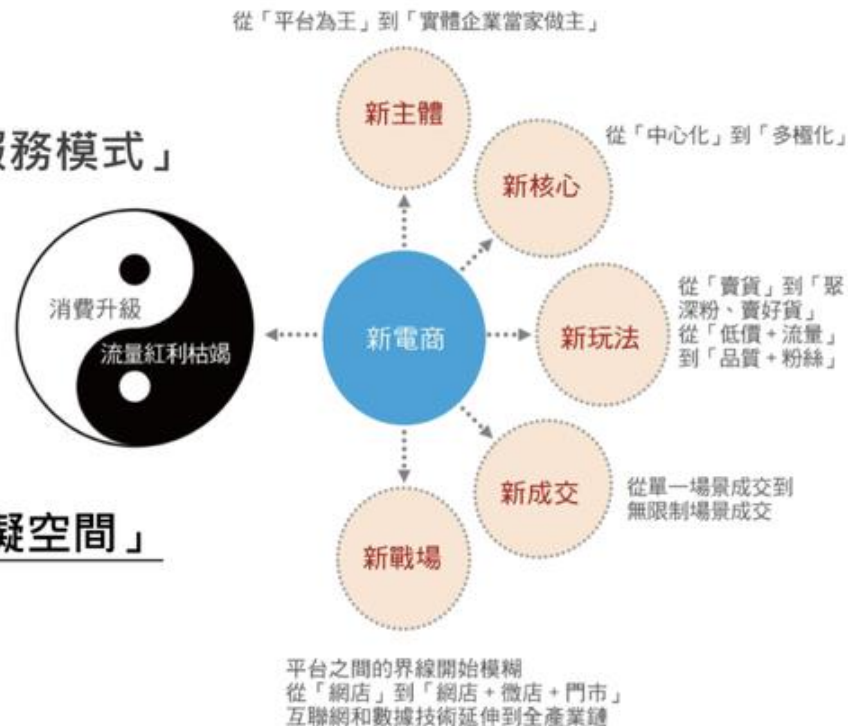 從「平台為王」到「實體企業當家做主」
新主體
服務模式」
從「中心化」到「多極化」
新核心
消費升級
流量紅利枯竭
新電商
新玩法
從「賣貨」到「聚
深粉、賣好貨」
從「低價+流量」
到「品質+粉絲」
新成交
從單一場景成交到
無限制場景成交
擬空間」
新戰場
平台之間的界線開始模糊
從「網店」到「網店+微店+門市」
互聯網和數據技術延伸到全產業鏈